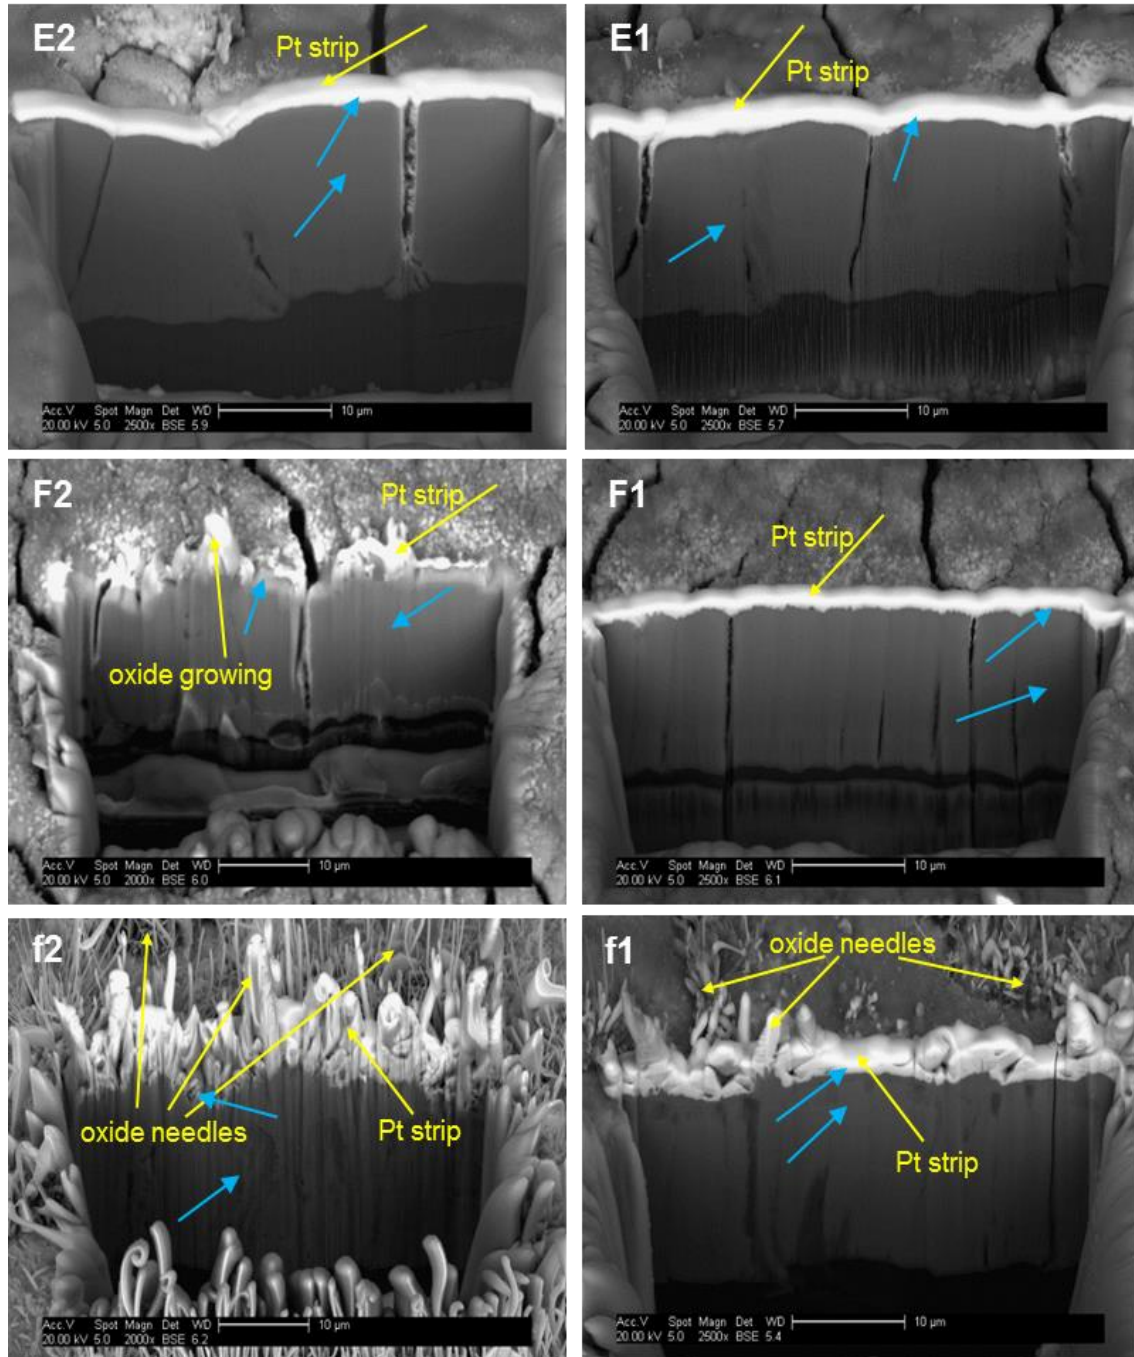 E2
Pt strip
Acc.V Spot Magn Det WD 10 µm
20.00 kV 5.0 2500x BSE 5.9
E1
Pt strip
Acc.V Spot Magn Det WD 10 µm
20.00 kV 5.0 2500x BSE 5.7
F2
Pt strip
oxide growing
Acc.V Spot Magn Det WD 10 µm
20.00 kV 5.0 2000x BSE 6.0
F1
Pt strip
Acc.V Spot Magn Det WD 10 µm
20.00 kV 5.0 2500x BSE 6.1
f2
oxide needles
Pt strip
Acc.V Spot Magn Det WD 10 µm
20.00 kV 5.0 2500x BSE 6.2
f1
oxide needles
Pt strip
Acc.V Spot Magn Det WD 10 µm
20.00 kV 5.0 2500x BSE 5.4